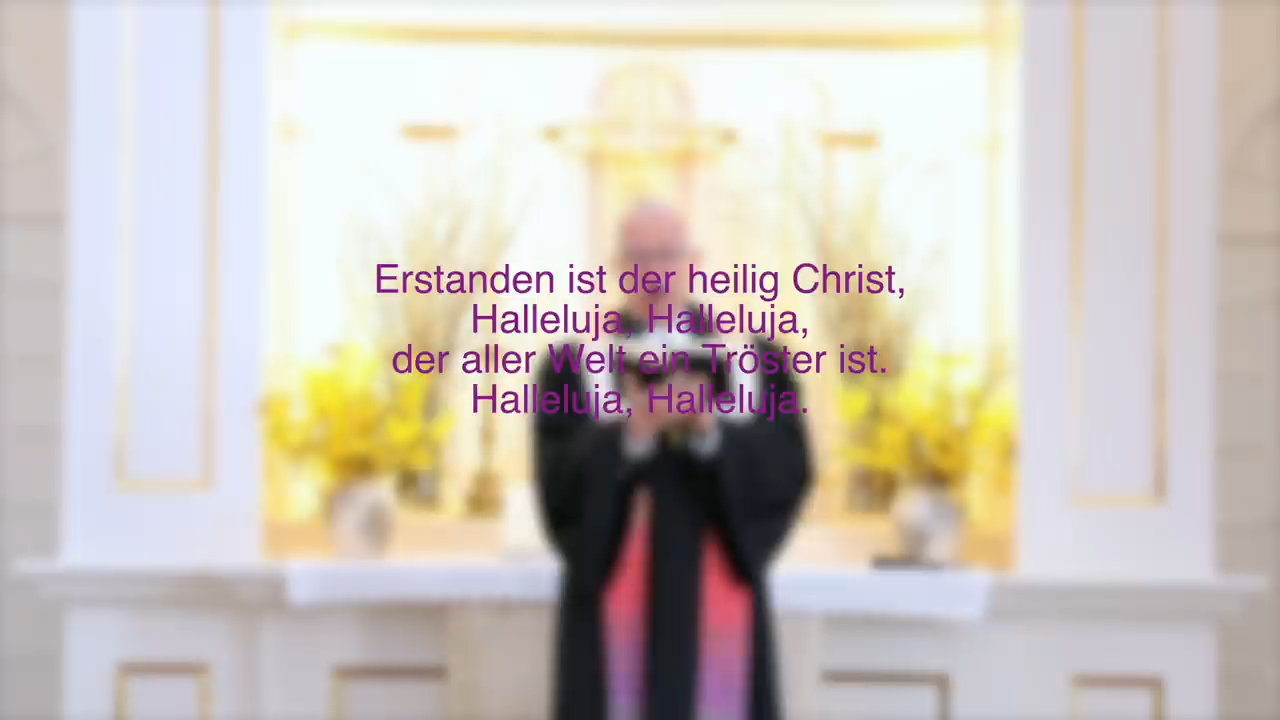 Erstanden ist der heilig Christ,
Halleluja, Halleluja,
der aller Welt ein Tröster ist.
Halleluja, Halleluja.